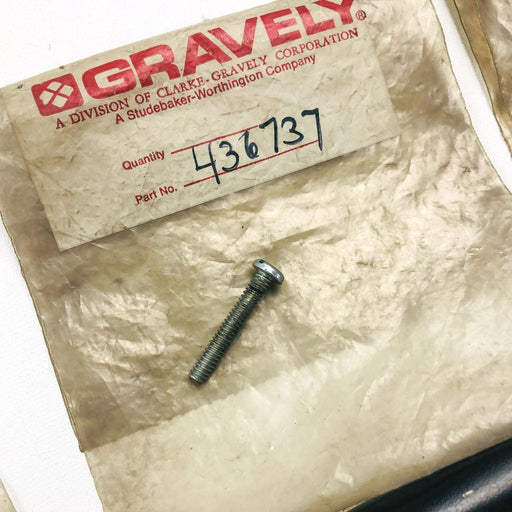 GRAVELY®
A DIVISION OF CLARKE-GRAVELY CORPORATION
A Studebaker-Worthington Company
Quantity
436737
Part No.